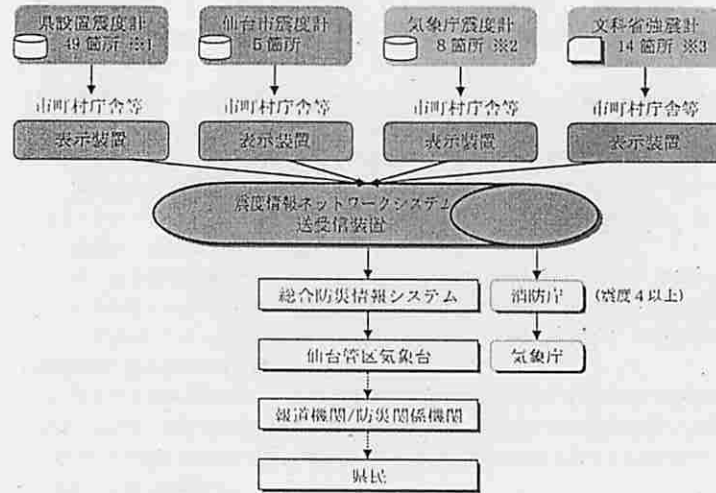 県設置震度計
49箇所 ※1
仙台市震度計
5箇所
気象庁震度計
8箇所 ※2
文科省強震計
14箇所 ※3
市町村庁舎等
市町村庁舎等
市町村庁舎等
市町村庁舎等
表示装置
表示装置
表示装置
表示装置
震度情報ネットワークシステム
送受信装置
総合防災情報システム
消防庁
(震度4以上)
仙台管区気象台
気象庁
報道機関/防災関係機関
県民